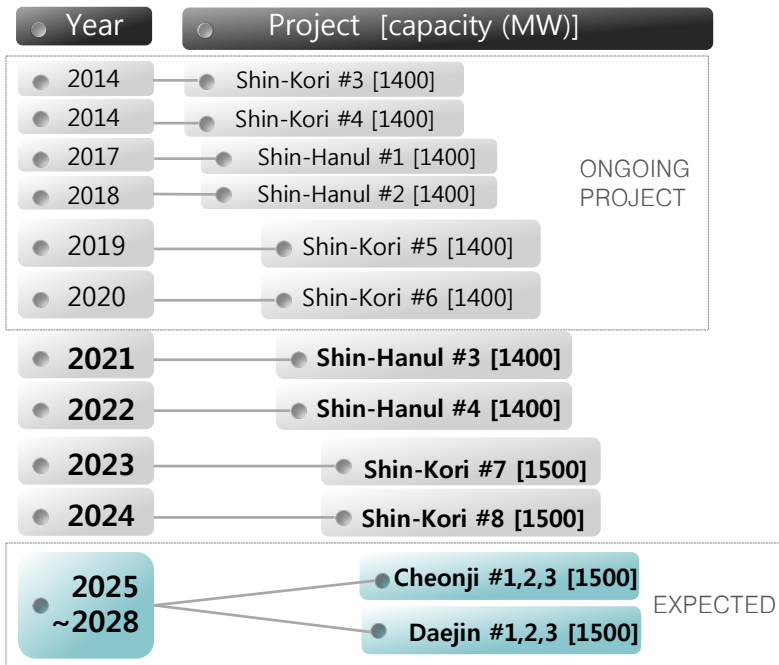 Year Project [capacity (MW)]
2014 Shin-Kori #3 [1400]
2014 Shin-Kori #4 [1400]
2017 Shin-Hanul #1 [1400]
2018 Shin-Hanul #2 [1400]
ONGOING
PROJECT
2019 Shin-Kori #5 [1400]
2020 Shin-Kori #6 [1400]
2021 Shin-Hanul #3 [1400]
2022 Shin-Hanul #4 [1400]
2023 Shin-Kori #7 [1500]
2024 Shin-Kori #8 [1500]
2025
~2028
Cheonji #1,2,3 [1500]
Daejin #1,2,3 [1500]
EXPECTED